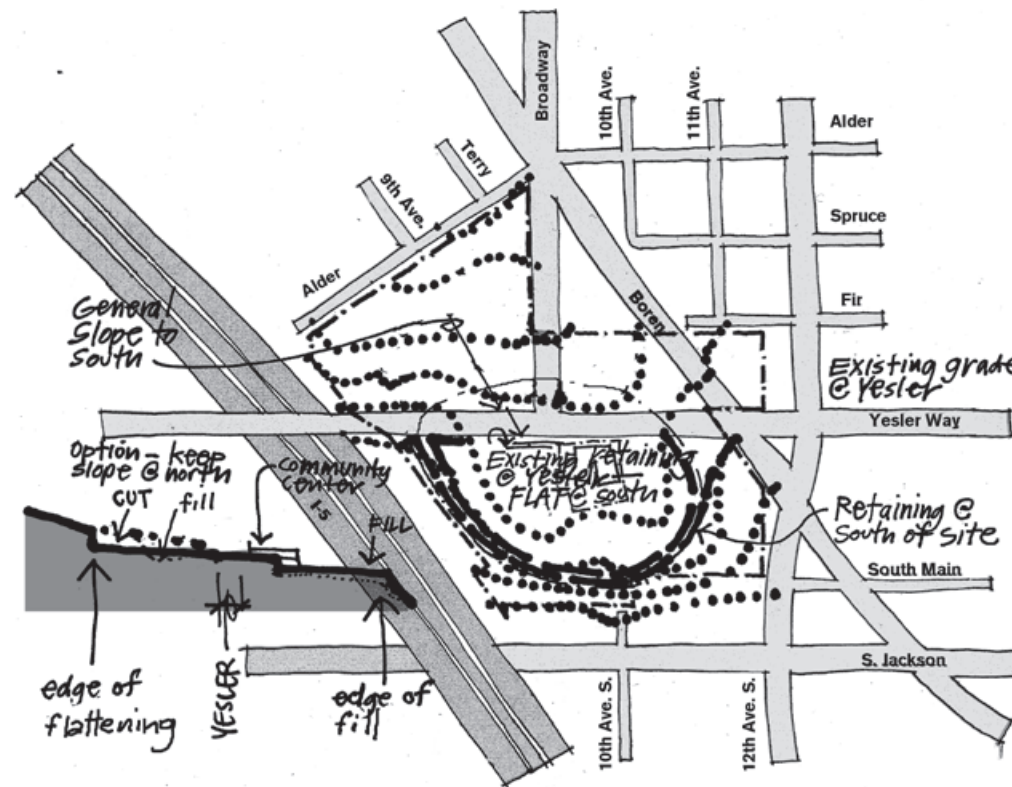 Broadway
10th Ave.
11th Ave.
Alder
Terry
9th Ave.
Spruce
Alder
Boren
Fir
General
Slope to
South
Existing grade
@ Yesler
Yesler Way
Option - keep
slope @ north
CUT
fill
Community
Center
I-5
FILL
Existing retaining
@ Yesler
FLAT @ south
Retaining @
South of site
South Main
S. Jackson
edge of
flattening
YESLER
edge of
fill
10th Ave. S.
12th Ave. S.